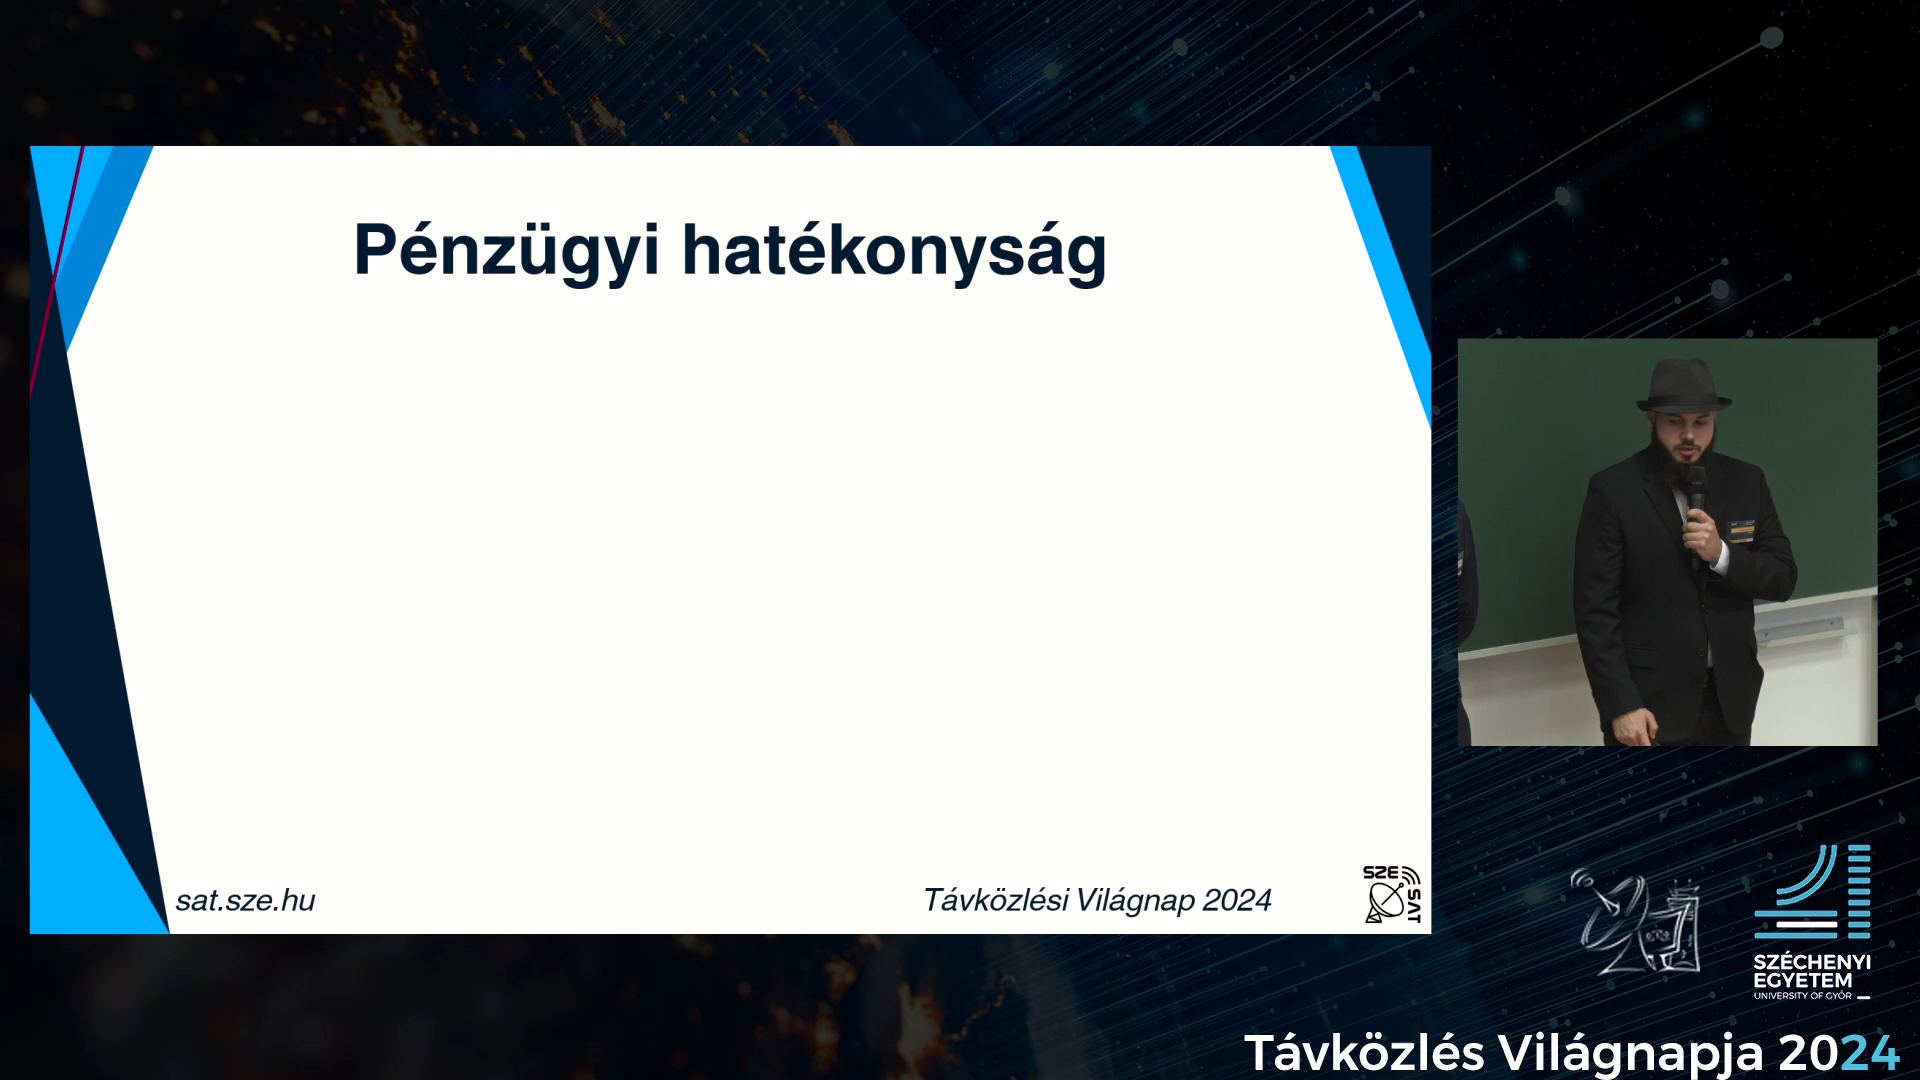 Pénzügyi hatékonyság
sat.sze.hu
Távközlési Világnap 2024
SZE
SAT
SZÉCHENYI
EGYETEM
UNIVERSITY OF GYŐR
Távközlés Világnapja 2024